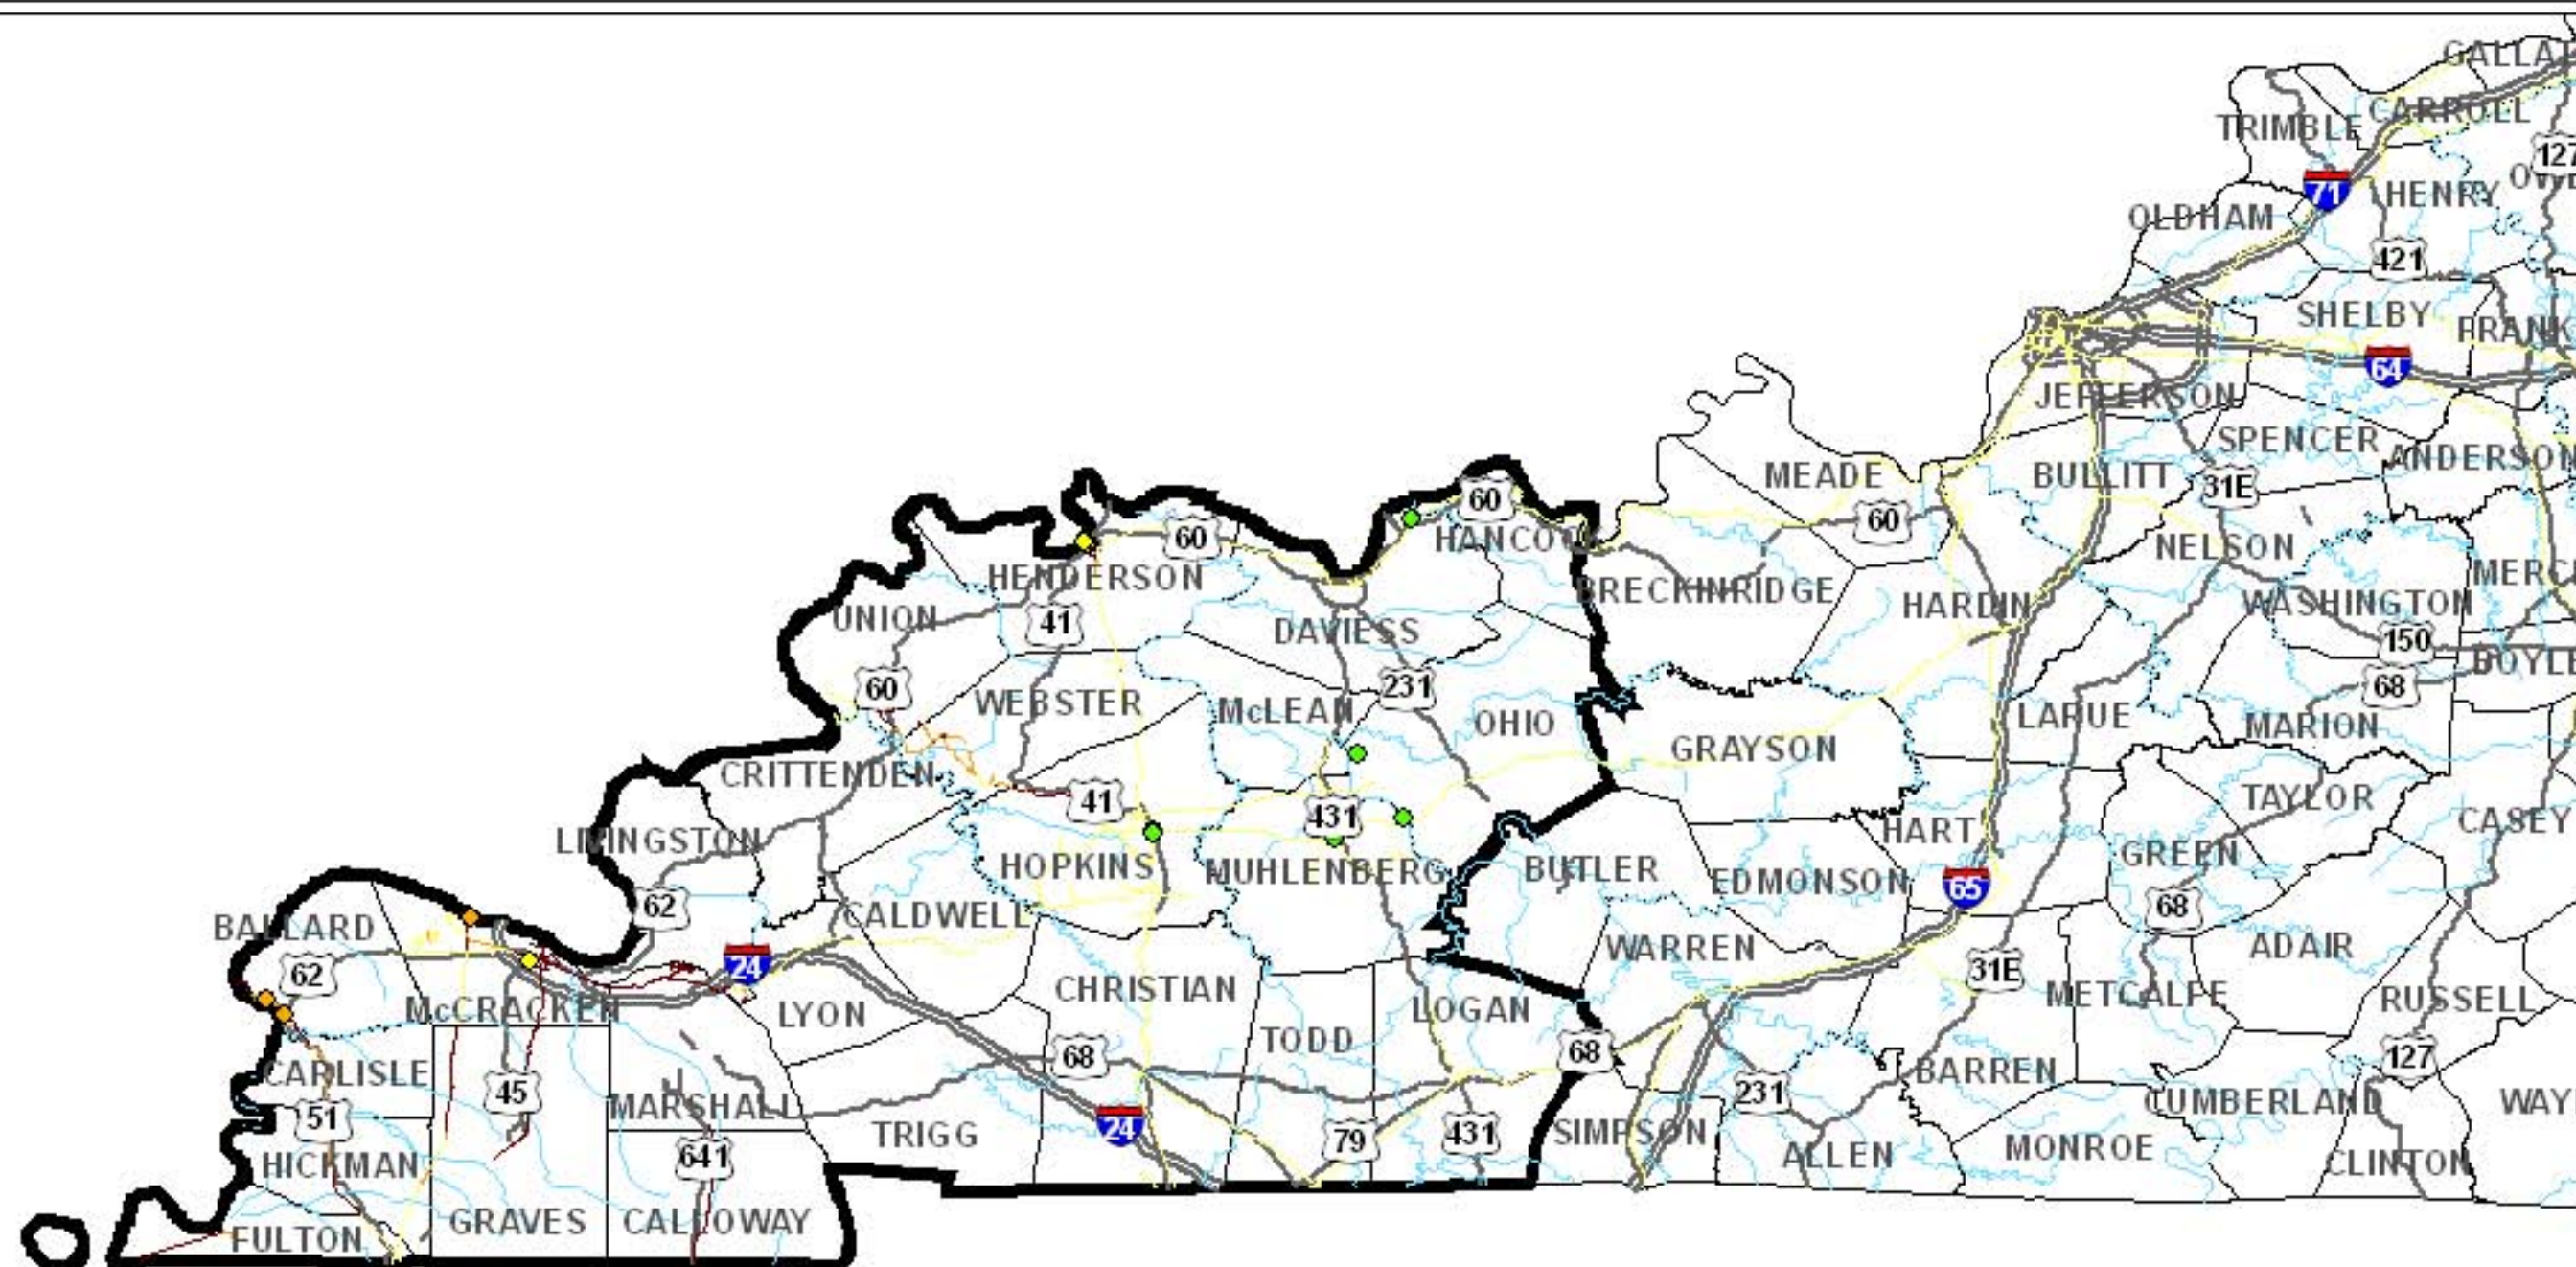 GALLAT
CARROLL
TRIMBLE
127
71
HENRY
OLDHAM
421
SHELBY
FRANK
64
JEFFERSON
SPENCER
ANDERSON
MEADE
BULLITT
31E
60
HANCOCK
60
60
NELSON
HENDERSON
MERC
BRECKINRIDGE
HARDIN
WASHINGTON
UNION
41
DAVIESS
150
BOYLE
60
231
68
WEBSTER
McLEAN
OHIO
LARUE
MARION
GRAYSON
CRITTENDEN
TAYLOR
41
431
CASEY
LIVINGSTON
HART
GREEN
HOPKINS
MUHLENBERG
BUTLER
EDMONSON
65
62
68
BALLARD
CALDWELL
WARREN
ADAIR
62
24
31E
CHRISTIAN
METCALFE
McCRACKEN
LYON
LOGAN
RUSSELL
TODD
68
68
127
CARLISLE
BARREN
45
231
51
MARSHALL
CUMBERLAND
WAY
24
TRIGG
79
431
SIMPSON
641
ALLEN
MONROE
HICKMAN
CLINTON
GRAVES
CALLOWAY
FULTON